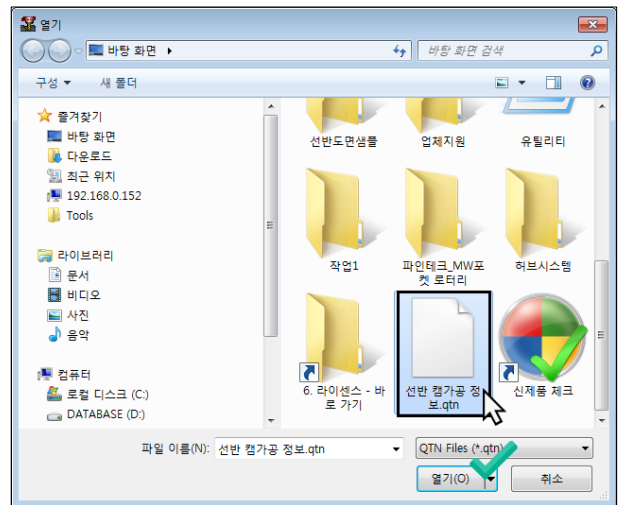 열기
바탕 화면
바탕 화면 검색
구성
새 폴더
즐겨찾기
바탕 화면
다운로드
최근 위치
192.168.0.152
Tools
라이브러리
문서
비디오
사진
음악
컴퓨터
로컬 디스크 (C:)
DATABASE (D:)
선반도면샘플
업체지원
유틸리티
작업1
파인테크_MW포
켓 로터리
허브시스템
6. 라이센스 - 바
로 가기
선반 캠가공 정
보.qtn
신제품 체크
파일 이름(N): 선반 캠가공 정보.qtn
QTN Files (*.qtn)
열기(O)
취소